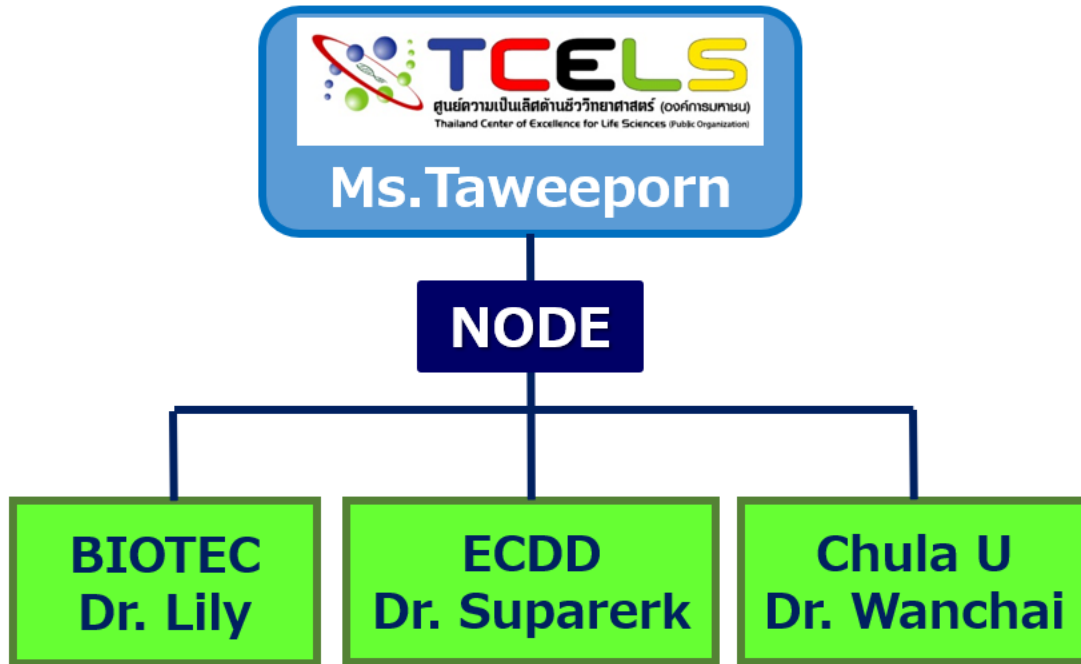 TCELS
ศูนย์ความเป็นเลิศด้านชีววิทยาศาสตร์ (องค์การมหาชน)
Thailand Center of Excellence for Life Sciences (Public Organization)
Ms.Taweeporn
NODE
BIOTEC
Dr. Lily
ECDD
Dr. Suparerk
Chula U
Dr. Wanchai